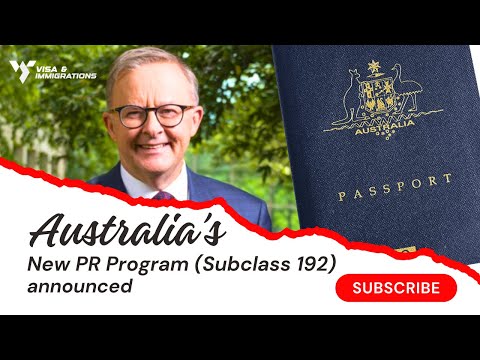 VISA &
IMMIGRATIONS
AUSTRALIA
PASSPORT
Australia's
New PR Program (Subclass 192)
announced
SUBSCRIBE